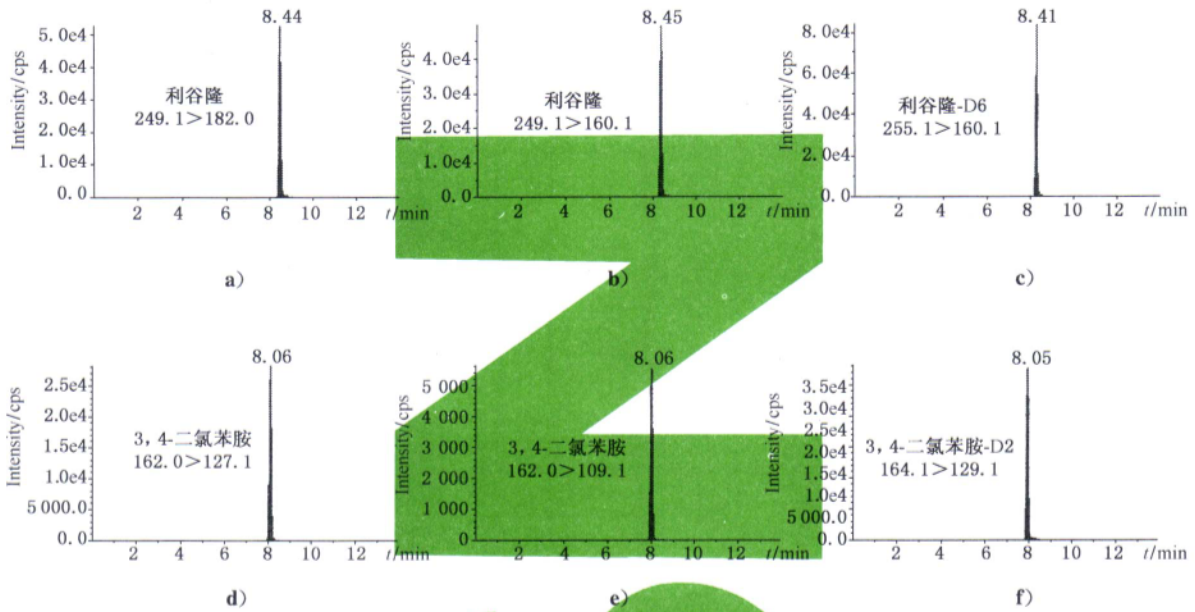 8.44
Intensity/cps
5.0e4
4.0e4
3.0e4
2.0e4
1.0e4
0.0
利谷隆
249.1>182.0
2 4 6 8 10 12 t/min
a)
8.45
Intensity/cps
4.0e4
3.0e4
2.0e4
1.0e4
0.0
利谷隆
249.1>160.1
2 4 6 8 10 12 t/min
b)
8.41
Intensity/cps
8.0e4
6.0e4
4.0e4
2.0e4
0.0
利谷隆-D6
255.1>160.1
2 4 6 8 10 12 t/min
c)
8.06
Intensity/cps
2.5e4
2.0e4
1.5e4
1.0e4
5 000.0
0.0
3,4-二氯苯胺
162.0>127.1
2 4 6 8 10 12 t/min
d)
8.06
Intensity/cps
5 000
4 000
3 000
2 000
1 000
0
3,4-二氯苯胺
162.0>109.1
2 4 6 8 10 12 t/min
e)
8.05
Intensity/cps
3.5e4
3.0e4
2.5e4
2.0e4
1.5e4
1.0e4
5 000.0
0.0
3,4-二氯苯胺-D2
164.1>129.1
2 4 6 8 10 12 t/min
f)